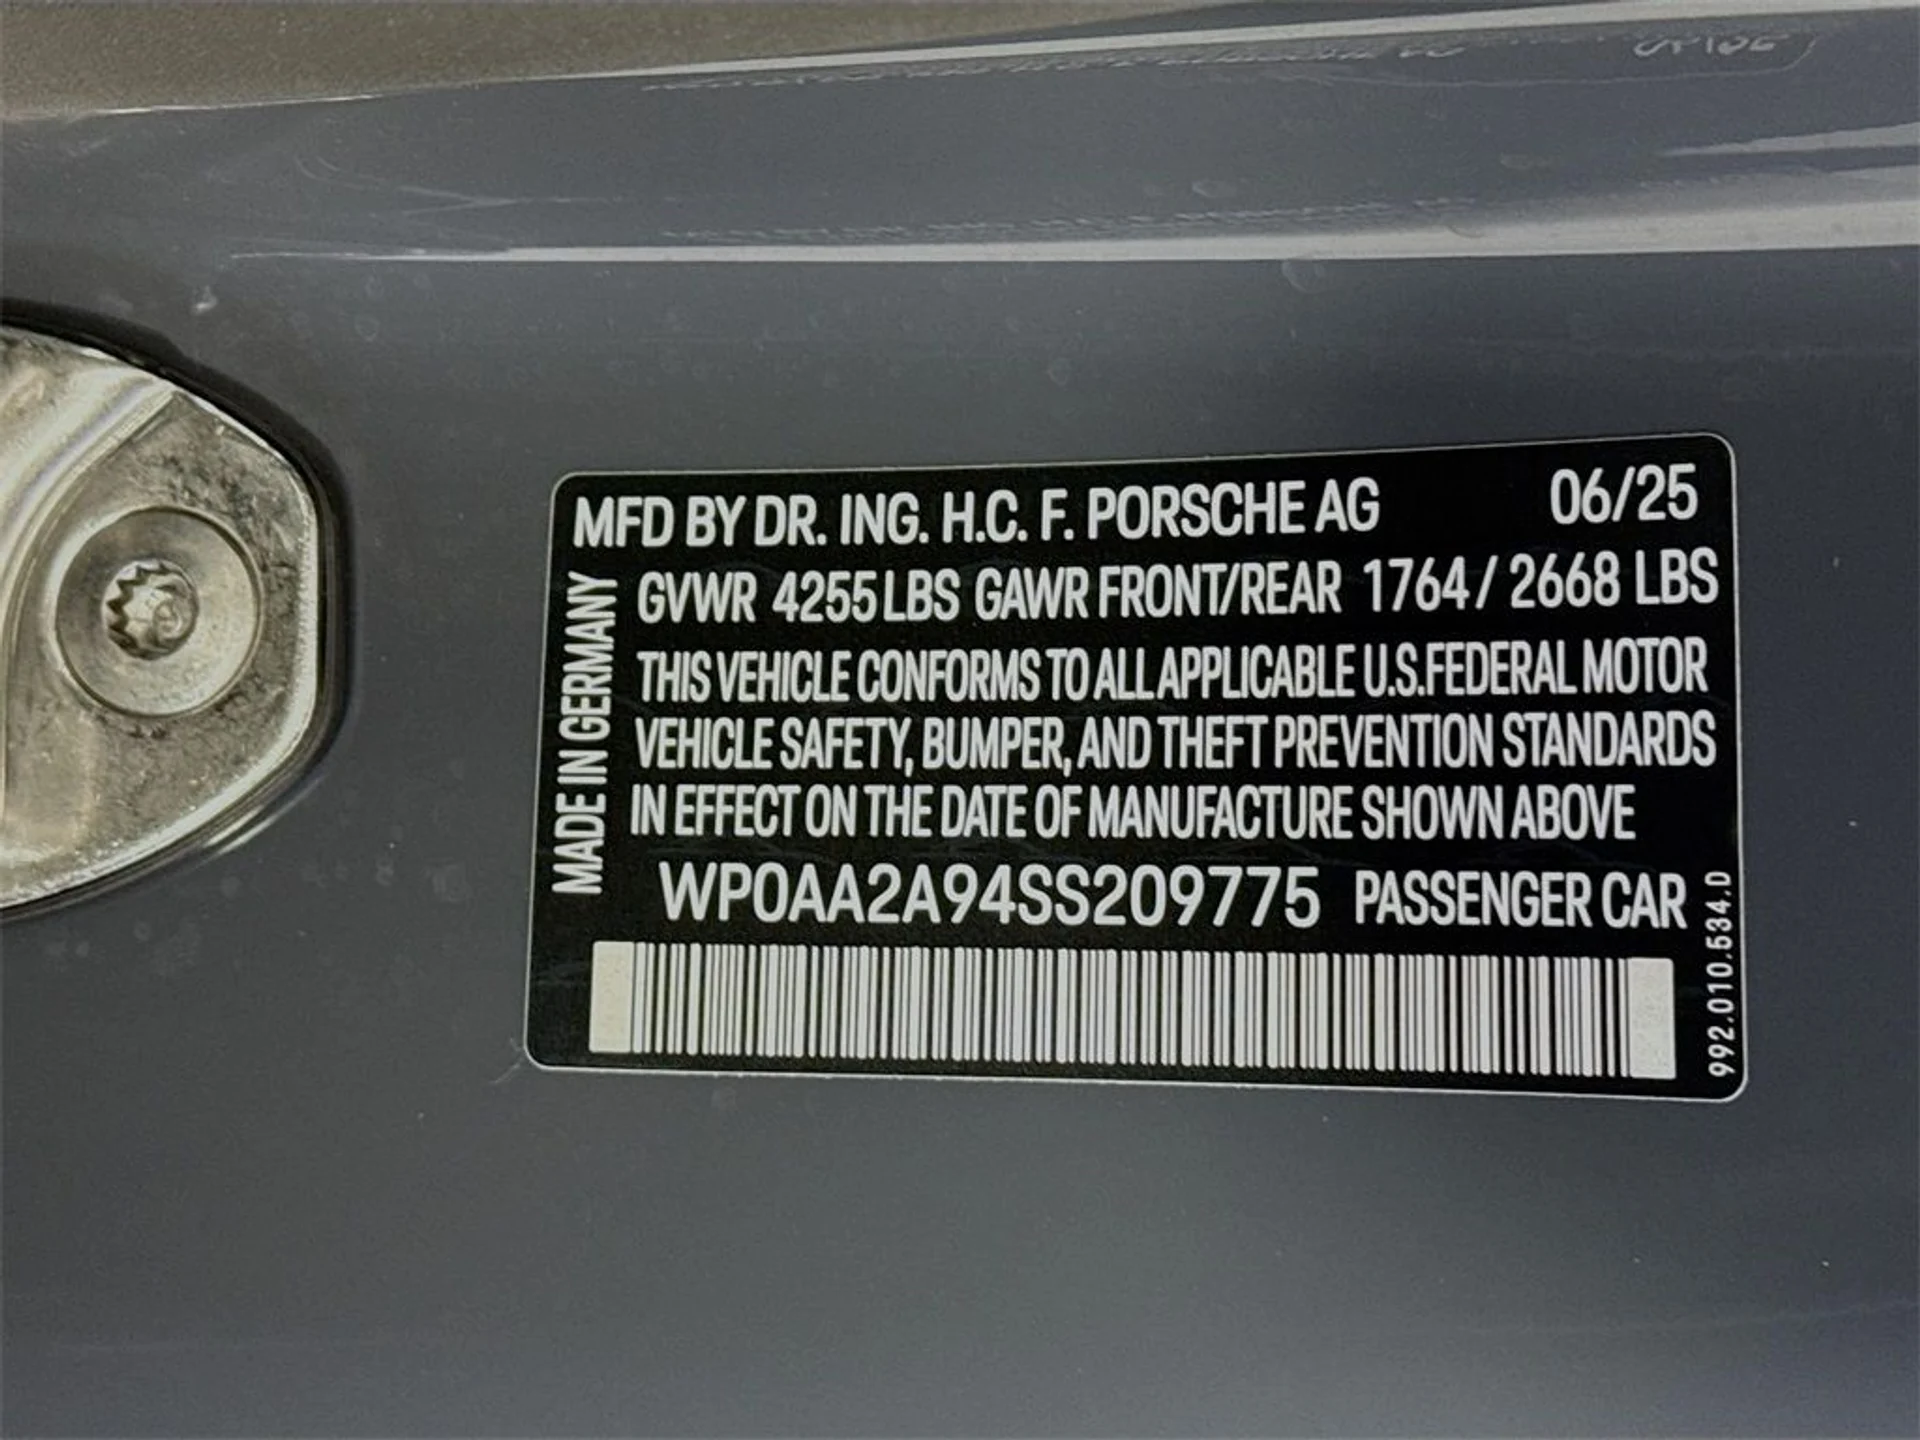 MFD BY DR. ING. H.C. F. PORSCHE AG 06/25
GVWR 4255 LBS GAWR FRONT/REAR 1764 / 2668 LBS
THIS VEHICLE CONFORMS TO ALL APPLICABLE U.S. FEDERAL MOTOR
VEHICLE SAFETY, BUMPER, AND THEFT PREVENTION STANDARDS
IN EFFECT ON THE DATE OF MANUFACTURE SHOWN ABOVE
WP0AA2A94SS209775 PASSENGER CAR
MADE IN GERMANY
992.010.534.D